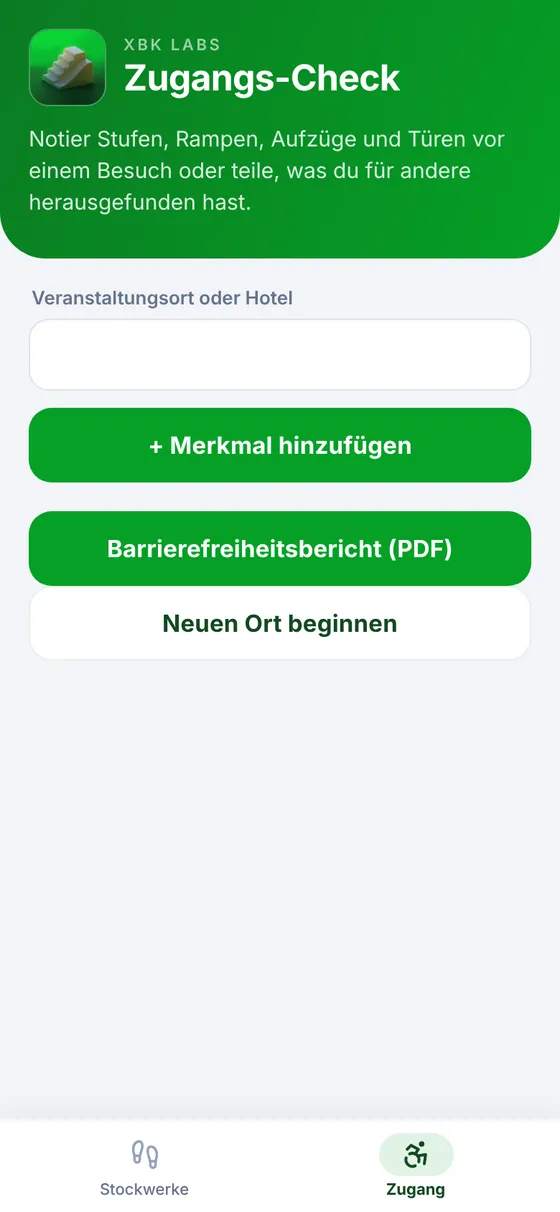 XBK LABS
Zugangs-Check
Notier Stufen, Rampen, Aufzüge und Türen vor
einem Besuch oder teile, was du für andere
herausgefunden hast.
Veranstaltungsort oder Hotel
+ Merkmal hinzufügen
Barrierefreiheitsbericht (PDF)
Neuen Ort beginnen
Stockwerke
Zugang